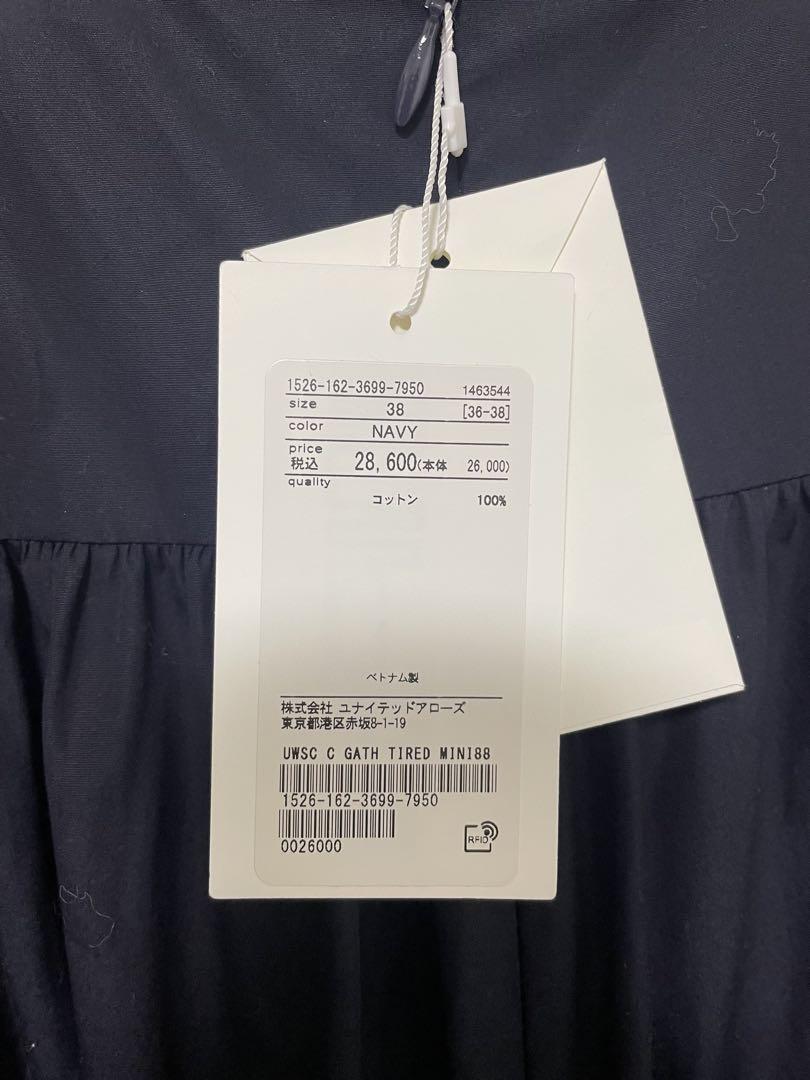 1526-162-3699-7950 1463544
size 38 [36-38]
color NAVY
price
税込 28,600(本体 26,000)
quality
コットン 100%
ベトナム製
株式会社 ユナイテッドアローズ
東京都港区赤坂8-1-19
UWSC C GATH TIRED MINI88
1526-162-3699-7950
0026000
RFID